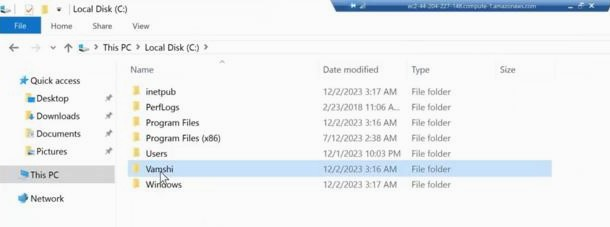 Local Disk (C:)
ec2-44-204-227-148.compute-1.amazonaws.com
File Home Share View
This PC > Local Disk (C:) >
Name Date modified Type Size
Quick access
Desktop
Downloads
Documents
Pictures
This PC
Network
inetpub 12/2/2023 3:17 AM File folder
PerfLogs 2/23/2018 11:06 A... File folder
Program Files 12/2/2023 3:16 AM File folder
Program Files (x86) 7/12/2023 2:38 AM File folder
Users 12/1/2023 10:03 PM File folder
Vamshi 12/2/2023 3:16 AM File folder
Windows 12/2/2023 3:17 AM File folder